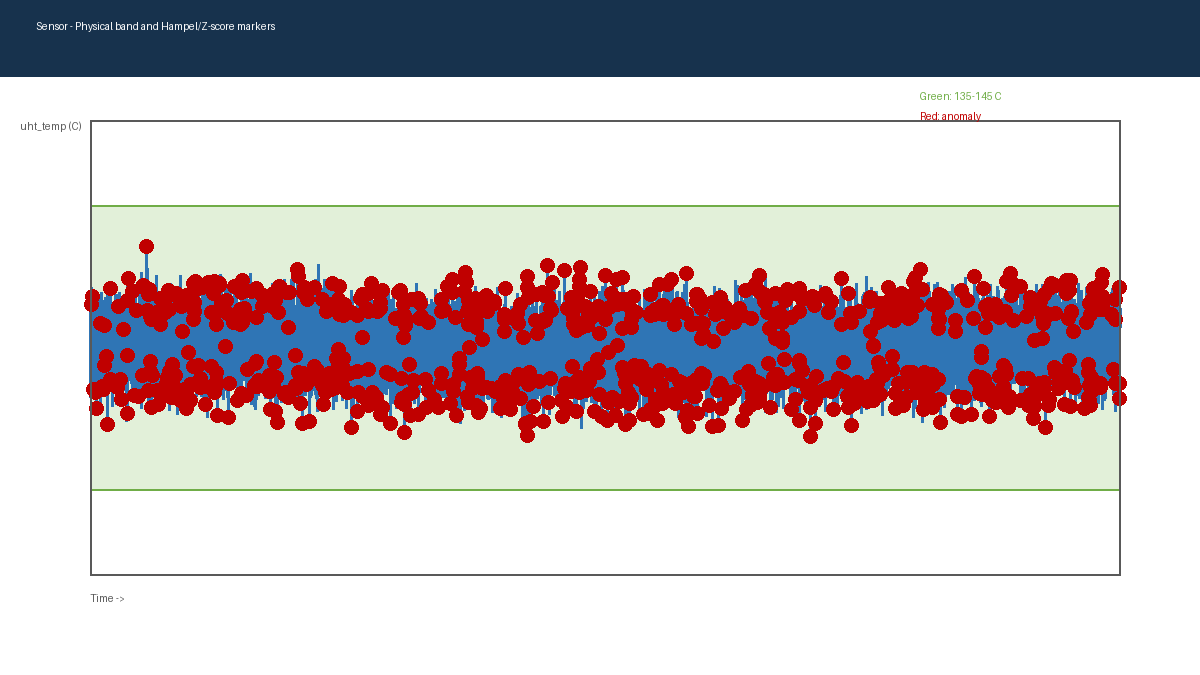 Sensor - Physical band and Hampel/Z-score markers
Green: 135-145 C
Red: anomaly
uht_temp (C)
Time ->